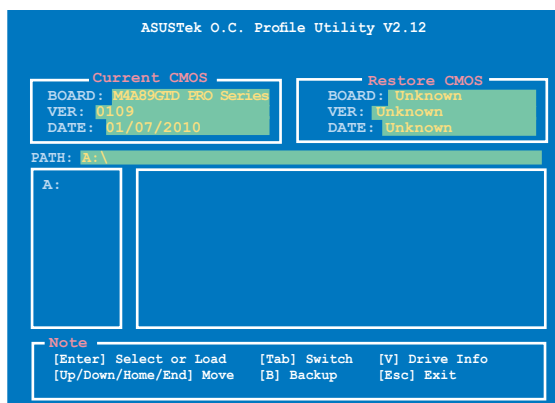 ASUSTek O.C. Profile Utility V2.12
Current CMOS
BOARD: M4A89GTD PRO Series
VER: 0109
DATE: 01/07/2010
Restore CMOS
BOARD: Unknown
VER: Unknown
DATE: Unknown
PATH: A:\
A:
Note
[Enter] Select or Load [Tab] Switch [V] Drive Info
[Up/Down/Home/End] Move [B] Backup [Esc] Exit